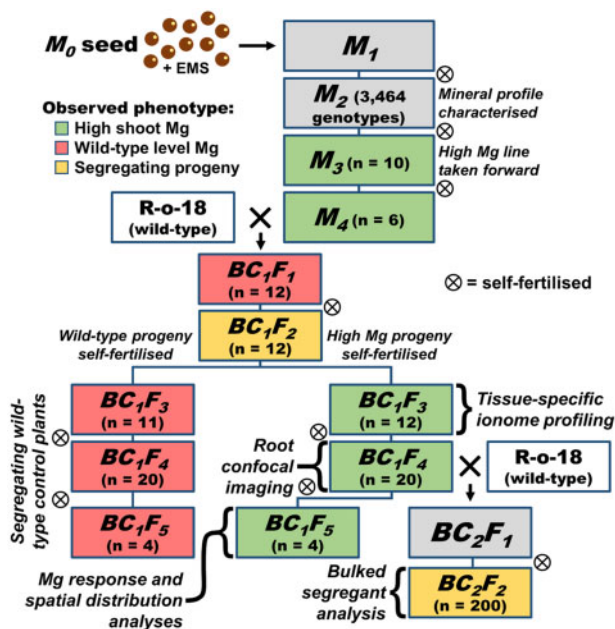 M0 seed
+ EMS
M1
Observed phenotype:
High shoot Mg
Wild-type level Mg
Segregating progeny
M2 (3,464
genotypes)
Mineral profile
characterised
M3 (n = 10)
High Mg line
taken forward
M4 (n = 6)
R-o-18
(wild-type)
BC1F1
(n = 12)
= self-fertilised
BC1F2
(n = 12)
Wild-type progeny
self-fertilised
High Mg progeny
self-fertilised
Segregating wild-
type control plants
BC1F3
(n = 11)
BC1F4
(n = 20)
BC1F5
(n = 4)
BC1F3
(n = 12)
Tissue-specific
ionome profiling
Root
confocal
imaging
BC1F4
(n = 20)
R-o-18
(wild-type)
BC1F5
(n = 4)
Mg response and
spatial distribution
analyses
BC2F1
Bulked
segregant
analysis
BC2F2
(n = 200)